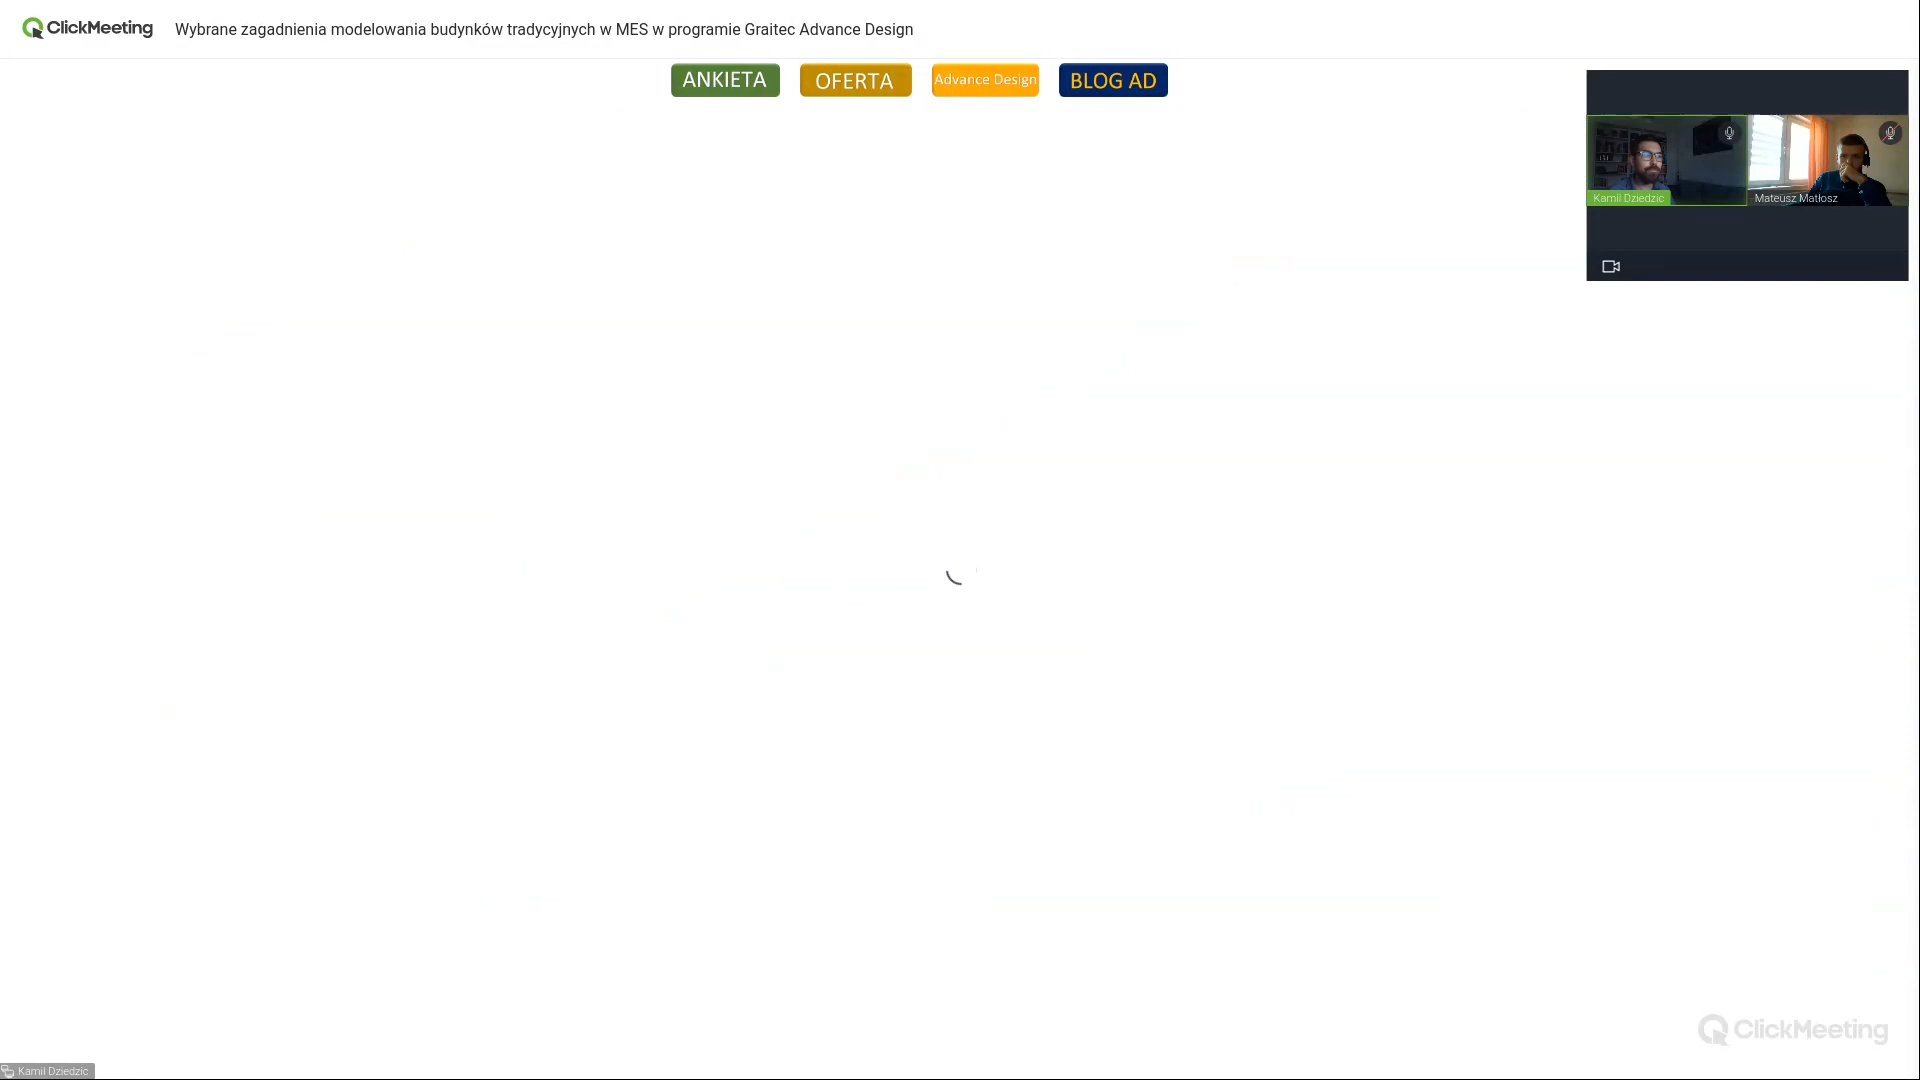 ClickMeeting
Wybrane zagadnienia modelowania budynków tradycyjnych w MES w programie Graitec Advance Design
ANKIETA
OFERTA
Advance Design
BLOG AD
Kamil Dziedzic
Mateusz Matłosz
ClickMeeting
Kamil Dziedzic